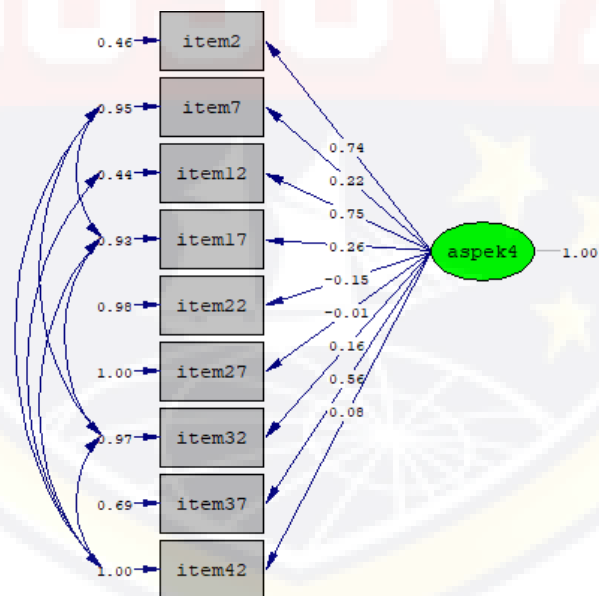 0.46 item2
0.95 item7
0.44 item12
0.93 item17
0.98 item22
1.00 item27
0.97 item32
0.69 item37
1.00 item42
0.74
0.22
0.75
0.26
-0.15
-0.01
0.16
0.56
0.08
aspek4 1.00